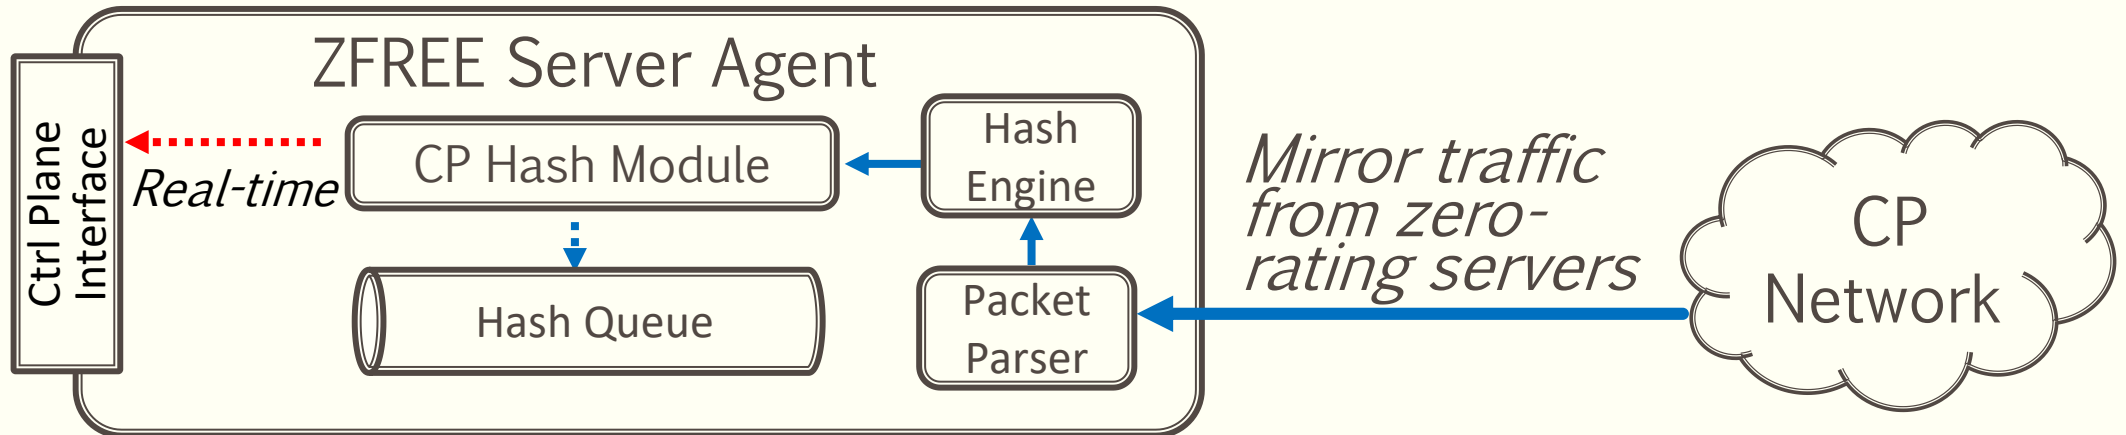 ZFREE Server Agent
Ctrl Plane
Interface
Real-time
CP Hash Module
Hash
Engine
Hash Queue
Packet
Parser
Mirror traffic
from zero-
rating servers
CP
Network